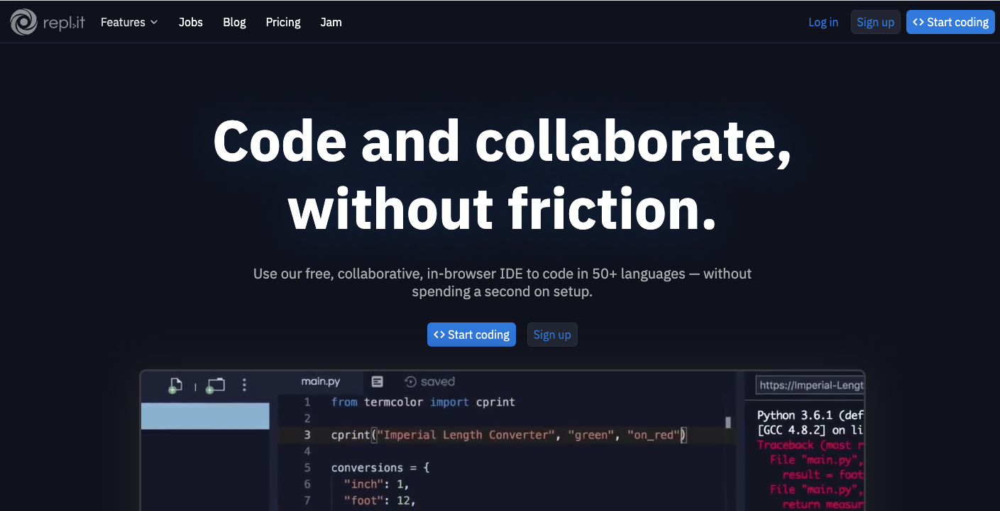 repl.it Features Jobs Blog Pricing Jam Log in Sign up <> Start coding
Code and collaborate,
without friction.
Use our free, collaborative, in-browser IDE to code in 50+ languages — without
spending a second on setup.
<> Start coding Sign up
main.py saved
https://Imperial-Lengt
1 from termcolor import cprint
2
3 cprint("Imperial Length Converter", "green", "on_red")
4
5 conversions = {
6 "inch": 1,
7 "foot": 12,
Python 3.6.1 (def
[GCC 4.8.2] on li
Traceback (most r
File "main.py",
result = foot
File "main.py",
return measur